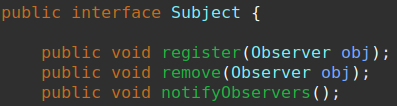 public interface Subject {
public void register(Observer obj);
public void remove(Observer obj);
public void notifyObservers();